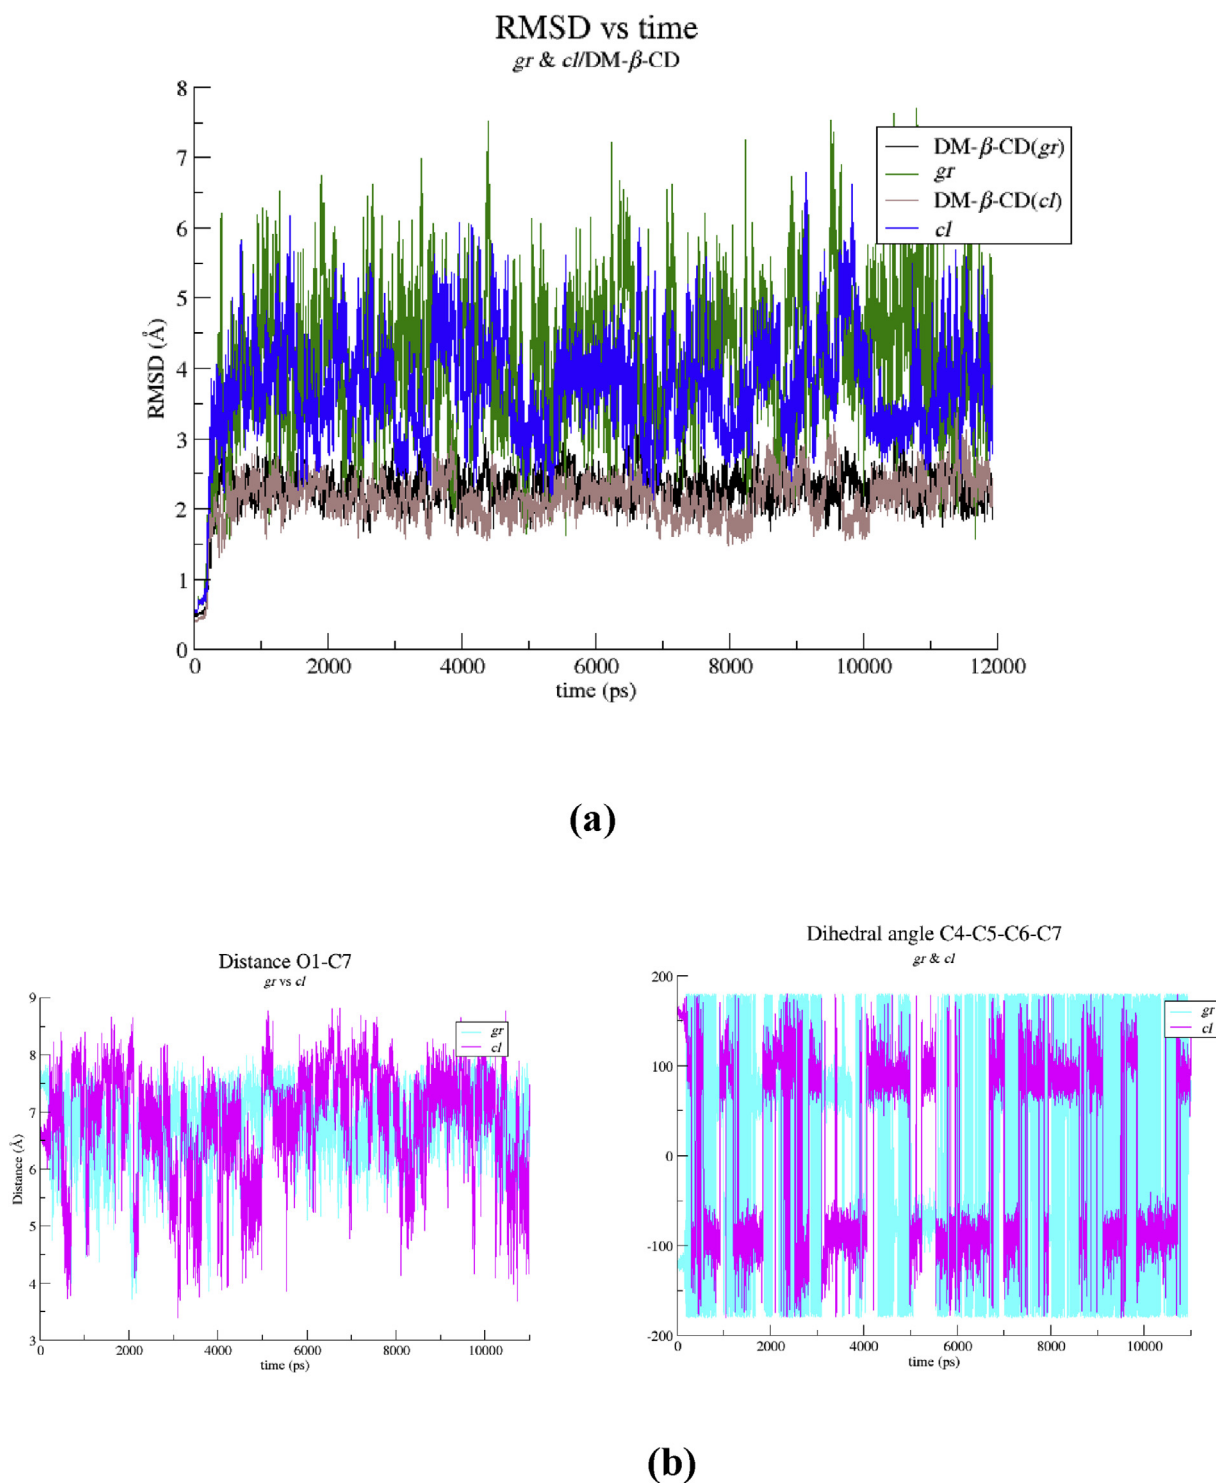 RMSD vs time
gr & cl/DM-β-CD
8
7
6
5
4
3
2
1
0
RMSD (Å)
DM-β-CD(gr)
gr
DM-β-CD(cl)
cl
0 2000 4000 6000 8000 10000 12000
time (ps)
(a)
Distance O1-C7
gr vs cl
9
8
7
6
5
4
3
Distance (Å)
gr
cl
0 2000 4000 6000 8000 10000
time (ps)
Dihedral angle C4-C5-C6-C7
gr & cl
200
100
0
-100
-200
gr
cl
0 2000 4000 6000 8000 10000
time (ps)
(b)